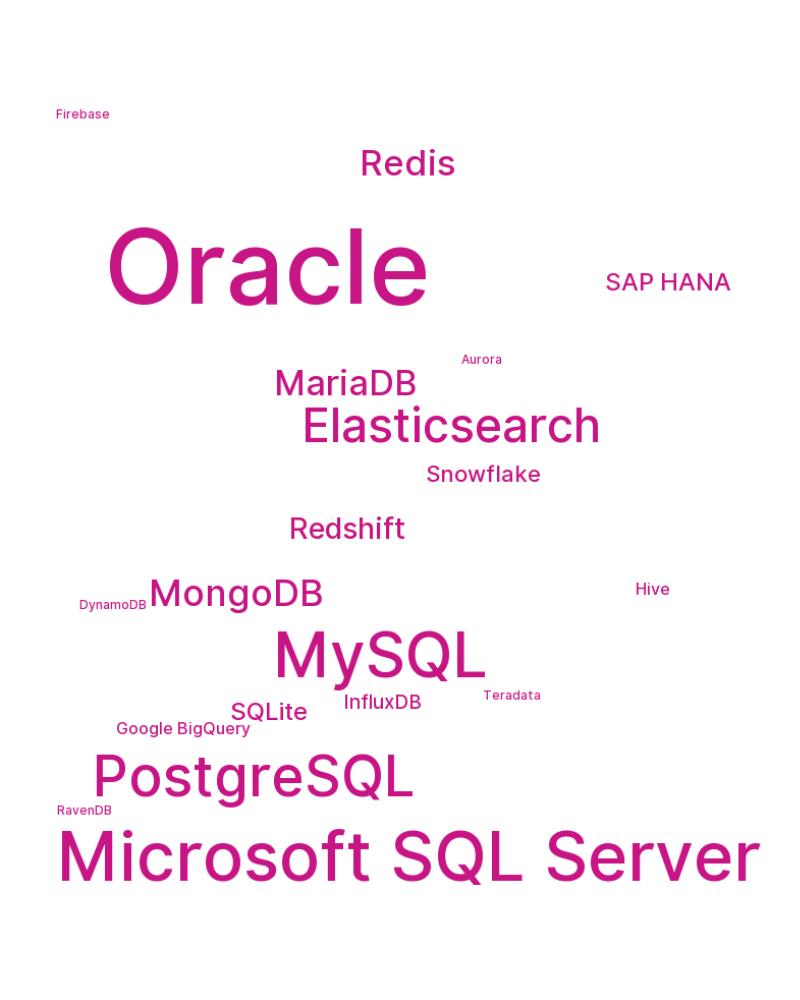 Firebase
Redis
Oracle
SAP HANA
Aurora
MariaDB
Elasticsearch
Snowflake
Redshift
MongoDB
Hive
DynamoDB
MySQL
Teradata
InfluxDB
SQLite
Google BigQuery
PostgreSQL
RavenDB
Microsoft SQL Server